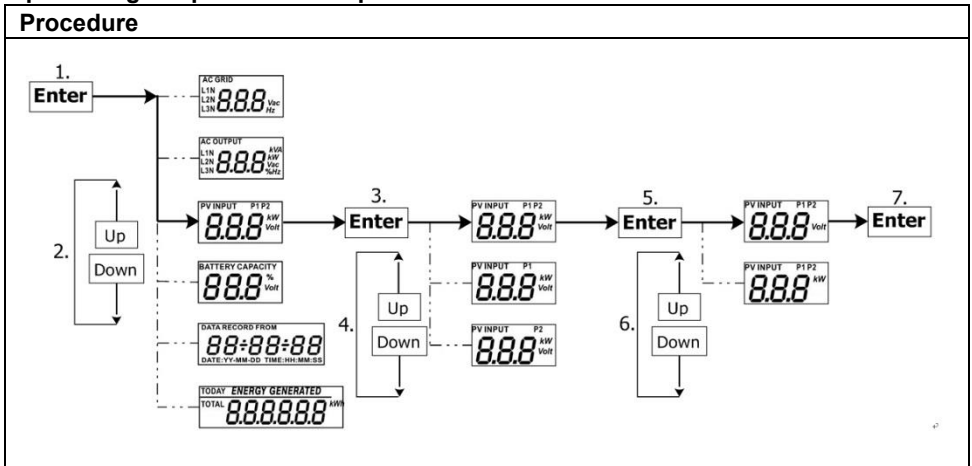 Procedure
1.
Enter
AC GRID
L1N
L2N
L3N
8.8.8
Vac
Hz
AC OUTPUT
L1N
L2N
L3N
8.8.8
kVA
kW
Vac
%Hz
2.
Up
Down
PV INPUT P1 P2
8.8.8
kW
Volt
BATTERY CAPACITY
88.8
%
Volt
DATA RECORD FROM
88:88:88
DATE:YY-MM-DD TIME:HH:MM:SS
TODAY ENERGY GENERATED
TOTAL 8.8.8.8.8.8 kWh
3.
Enter
4.
Up
Down
PV INPUT P1 P2
8.8.8
kW
Volt
PV INPUT P1
8.8.8
kW
Volt
PV INPUT P2
8.8.8
kW
Volt
5.
Enter
6.
Up
Down
PV INPUT P1 P2
8.8.8
Volt
PV INPUT P1 P2
8.8.8
kW
7.
Enter